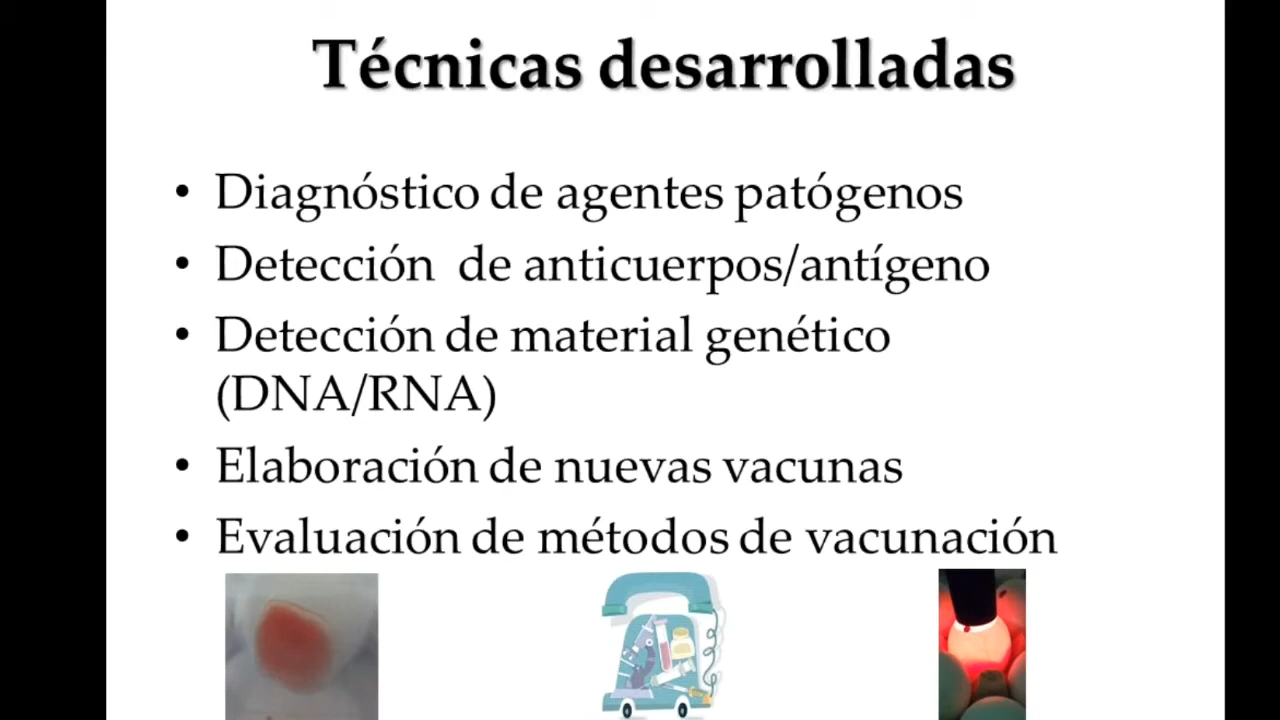 Técnicas desarrolladas
• Diagnóstico de agentes patógenos
• Detección de anticuerpos/antígeno
• Detección de material genético
(DNA/RNA)
• Elaboración de nuevas vacunas
• Evaluación de métodos de vacunación